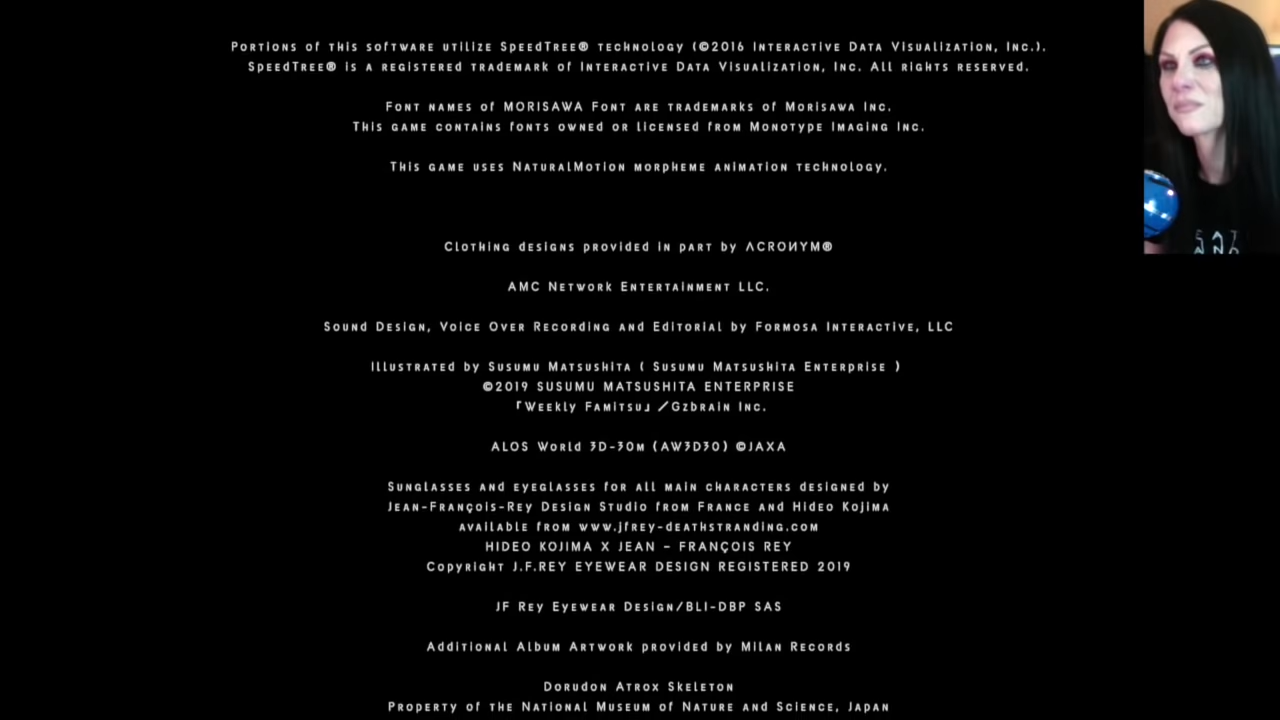 Portions of this software utilize SpeedTree® technology (©2016 Interactive Data Visualization, Inc.).
SpeedTree® is a registered trademark of Interactive Data Visualization, Inc. All rights reserved.
Font names of MORISAWA Font are trademarks of Morisawa Inc.
This game contains fonts owned or licensed from Monotype Imaging Inc.
This game uses NaturalMotion morpheme animation technology.
Clothing designs provided in part by ACRONYM®
AMC Network Entertainment LLC.
Sound Design, Voice Over Recording and Editorial by Formosa Interactive, LLC
Illustrated by Susumu Matsushita ( Susumu Matsushita Enterprise )
©2019 SUSUMU MATSUSHITA ENTERPRISE
「Weekly Famitsu」／Gzbrain Inc.
ALOS World 3D-30m (AW3D30) ©JAXA
Sunglasses and eyeglasses for all main characters designed by
Jean-François-Rey Design Studio from France and Hideo Kojima
available from www.jfrey-deathstranding.com
HIDEO KOJIMA X JEAN – FRANÇOIS REY
Copyright J.F.REY EYEWEAR DESIGN REGISTERED 2019
JF Rey Eyewear Design/BLI-DBP SAS
Additional Album Artwork provided by Milan Records
Dorudon Atrox Skeleton
Property of the National Museum of Nature and Science, Japan